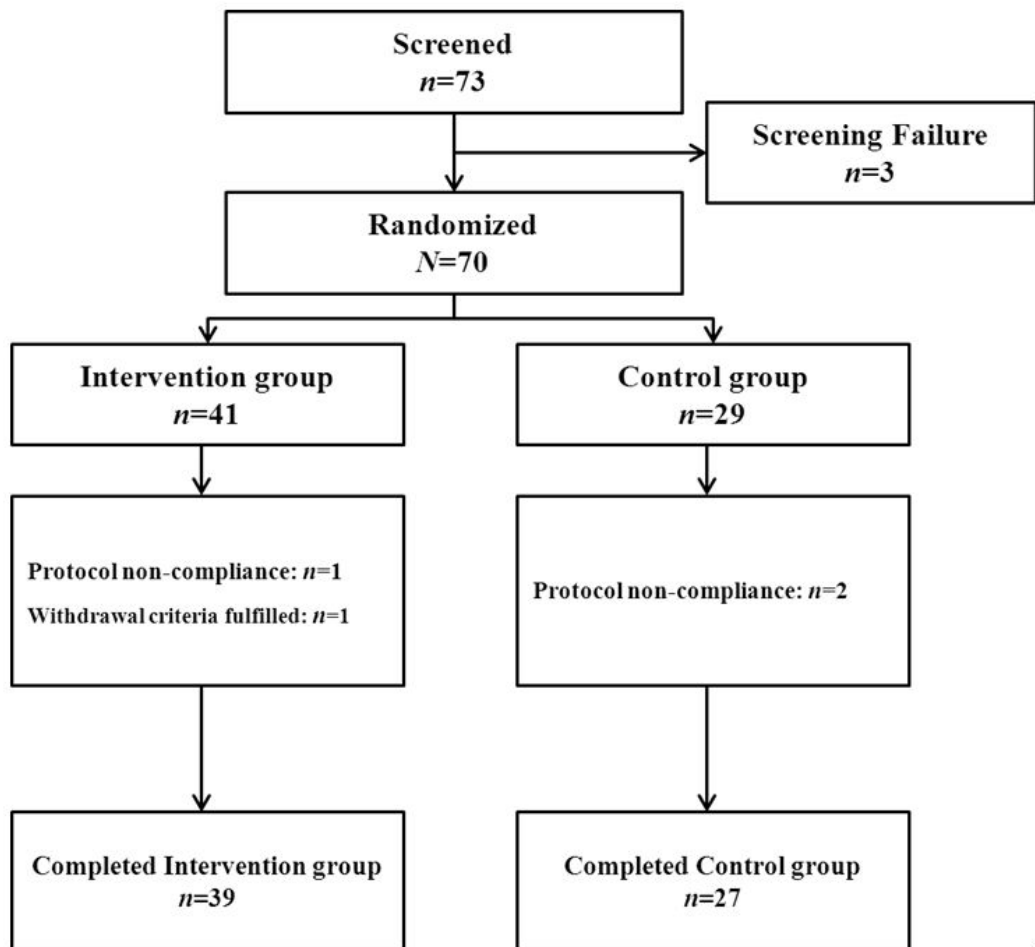 Screened
n=73
Screening Failure
n=3
Randomized
N=70
Intervention group
n=41
Control group
n=29
Protocol non-compliance: n=1
Withdrawal criteria fulfilled: n=1
Protocol non-compliance: n=2
Completed Intervention group
n=39
Completed Control group
n=27